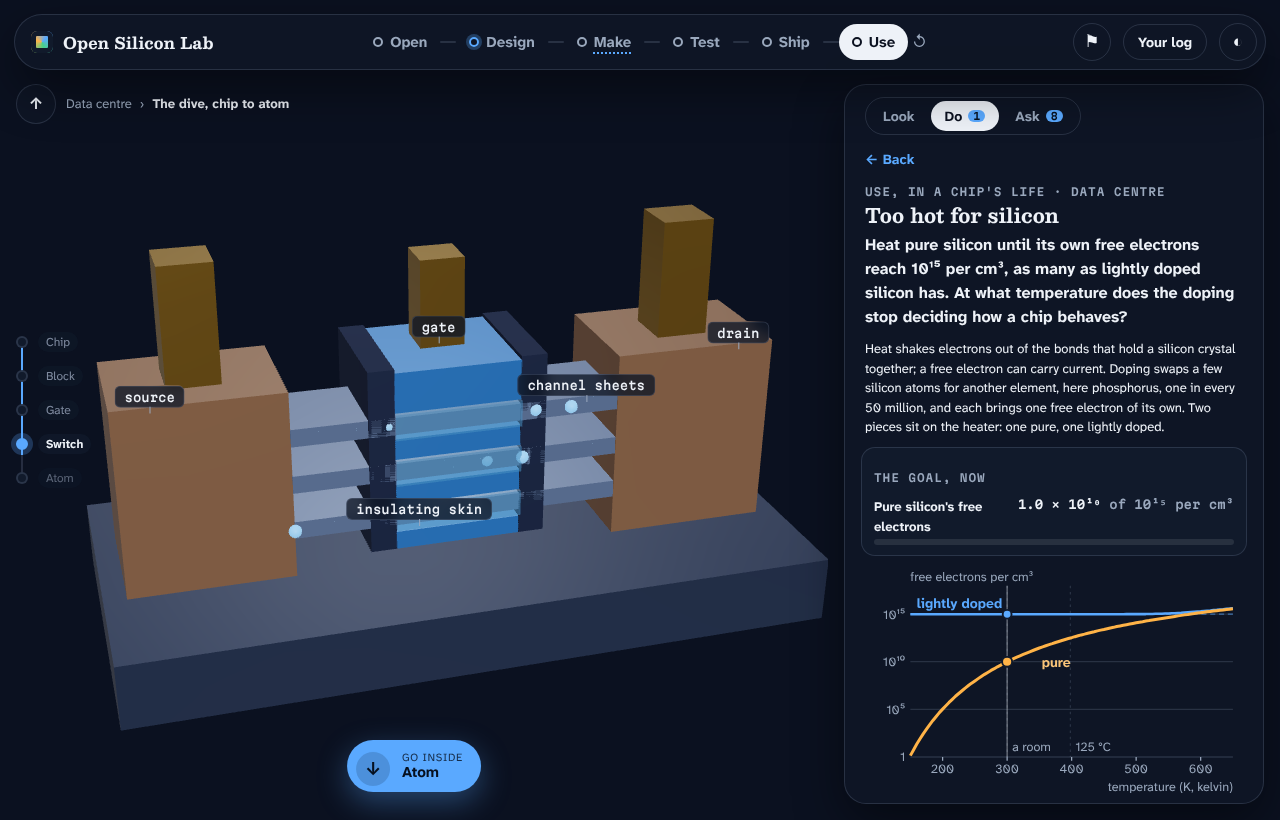 Open Silicon Lab
Open
Design
Make
Test
Ship
Use
Your log
Data centre › The dive, chip to atom
Chip
Block
Gate
Switch
Atom
source
gate
drain
channel sheets
insulating skin
GO INSIDE
Atom
Look
Do 1
Ask 8
← Back
USE, IN A CHIP'S LIFE · DATA CENTRE
Too hot for silicon
Heat pure silicon until its own free electrons
reach 10¹⁵ per cm³, as many as lightly doped
silicon has. At what temperature does the doping
stop deciding how a chip behaves?
Heat shakes electrons out of the bonds that hold a silicon crystal
together; a free electron can carry current. Doping swaps a few
silicon atoms for another element, here phosphorus, one in every
50 million, and each brings one free electron of its own. Two
pieces sit on the heater: one pure, one lightly doped.
THE GOAL, NOW
Pure silicon's free electrons
1.0 × 10¹⁰ of 10¹⁵ per cm³
free electrons per cm³
lightly doped
10¹⁵
10¹⁰
pure
10⁵
a room
125 °C
1
200 300 400 500 600
temperature (K, kelvin)